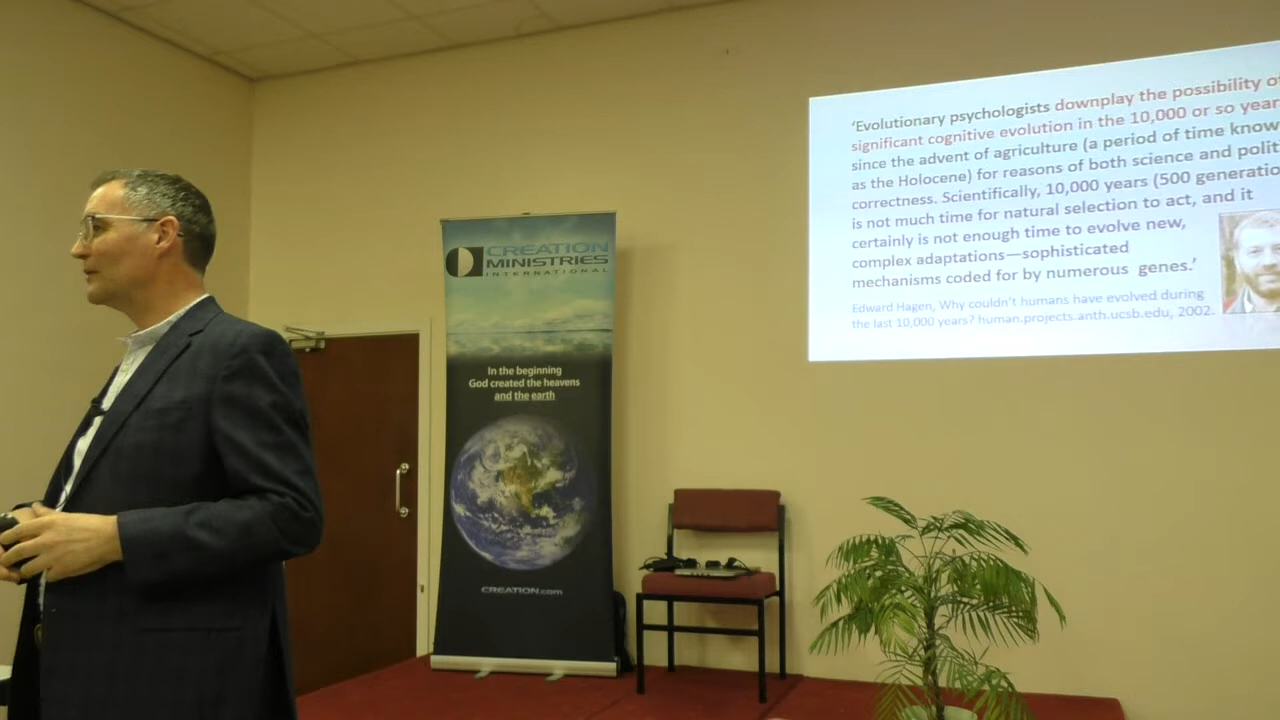 CREATION
MINISTRIES
INTERNATIONAL
In the beginning
God created the heavens
and the earth
CREATION.com
‘Evolutionary psychologists downplay the possibility of
significant cognitive evolution in the 10,000 or so year
since the advent of agriculture (a period of time know
as the Holocene) for reasons of both science and polit
correctness. Scientifically, 10,000 years (500 generatio
is not much time for natural selection to act, and it
certainly is not enough time to evolve new,
complex adaptations—sophisticated
mechanisms coded for by numerous genes.’
Edward Hagen, Why couldn't humans have evolved during
the last 10,000 years? human.projects.anth.ucsb.edu, 2002.